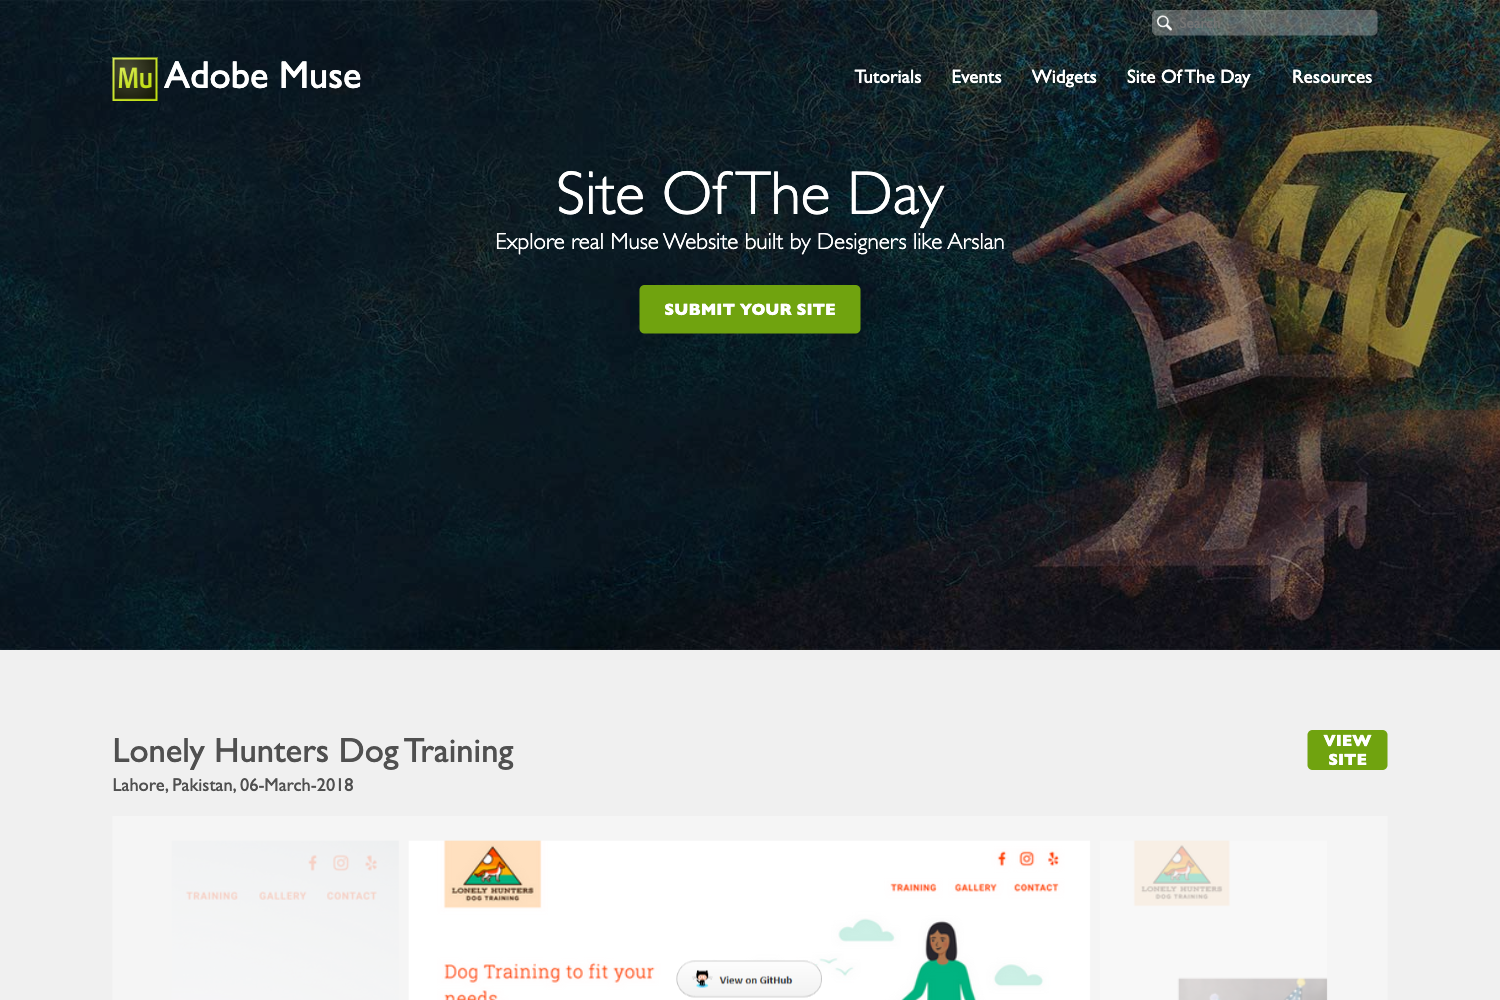 Mu Adobe Muse
Tutorials Events Widgets Site Of The Day Resources
Site Of The Day
Explore real Muse Website built by Designers like Arslan
SUBMIT YOUR SITE
Lonely Hunters Dog Training
VIEW
SITE
Lahore, Pakistan, 06-March-2018
TRAINING GALLERY CONTACT
LONELY HUNTERS
DOG TRAINING
TRAINING GALLERY CONTACT
LONELY HUNTERS
DOG TRAINING
Dog Training to fit your
needs
View on GitHub